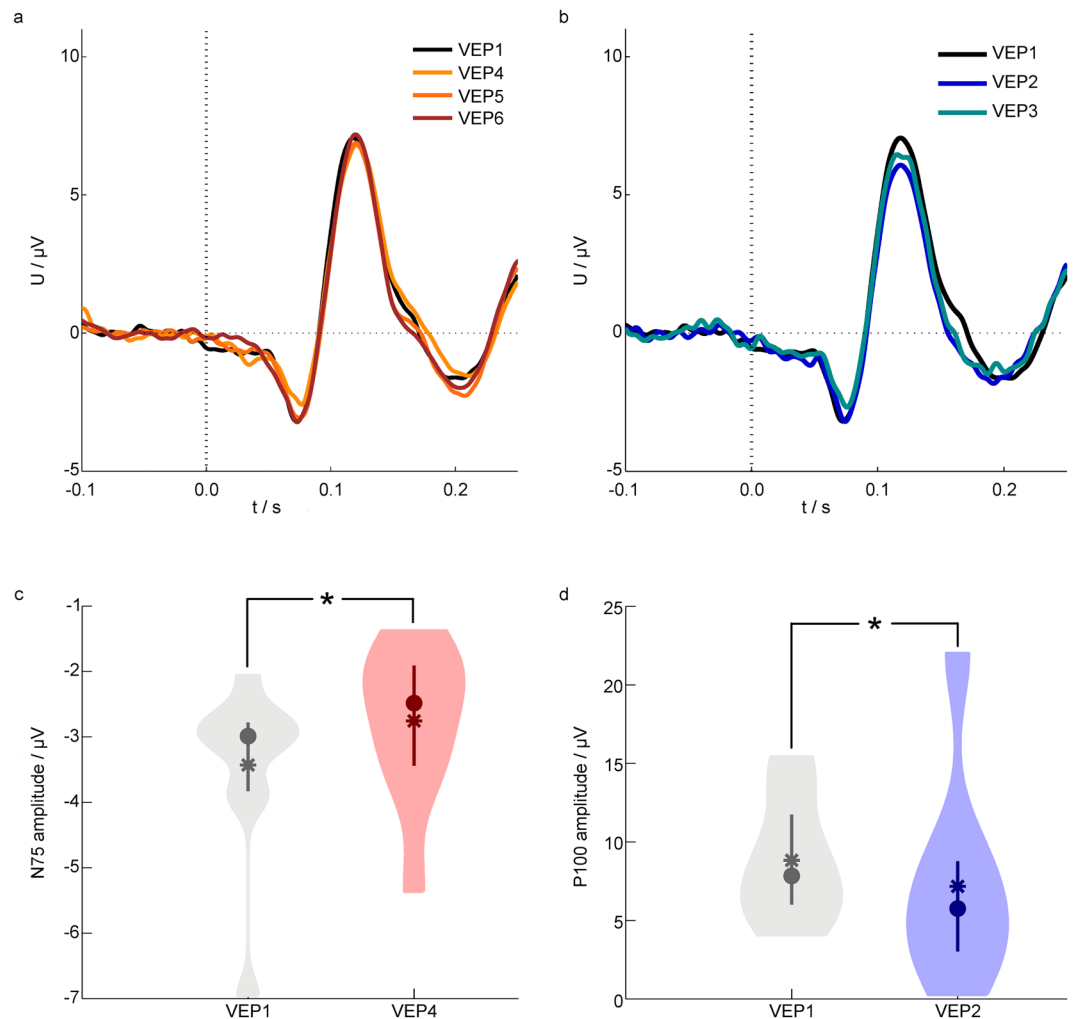 a
U / µV
10
5
0
-5
-0.1
0.0
0.1
0.2
t / s
VEP1
VEP4
VEP5
VEP6
b
U / µV
10
5
0
-5
-0.1
0.0
0.1
0.2
t / s
VEP1
VEP2
VEP3
c
N75 amplitude / µV
-1
-2
-3
-4
-5
-6
-7
*
VEP1
VEP4
d
P100 amplitude / µV
25
20
15
10
5
0
*
VEP1
VEP2